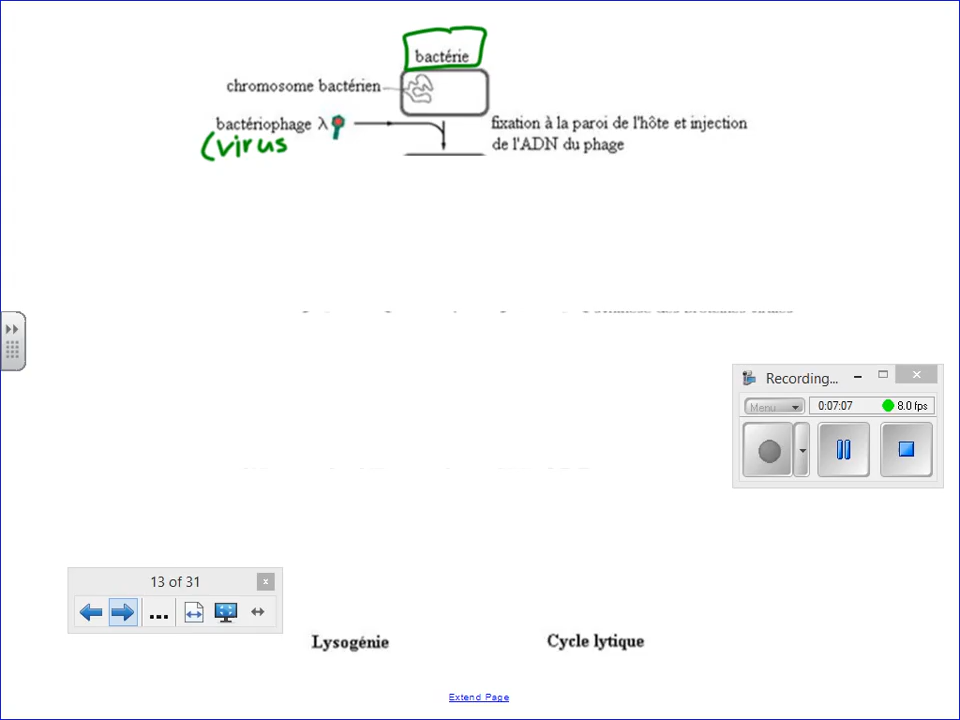 bactérie
chromosome bactérien
bactériophage λ
(virus
fixation à la paroi de l'hôte et injection
de l'ADN du phage
Recording...
Menu
0:07:07
8.0 fps
13 of 31
Lysogénie
Cycle lytique
Extend Page